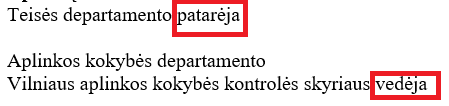 Teisės departamento patarėja
Aplinkos kokybės departamento
Vilniaus aplinkos kokybės kontrolės skyriaus vedėja